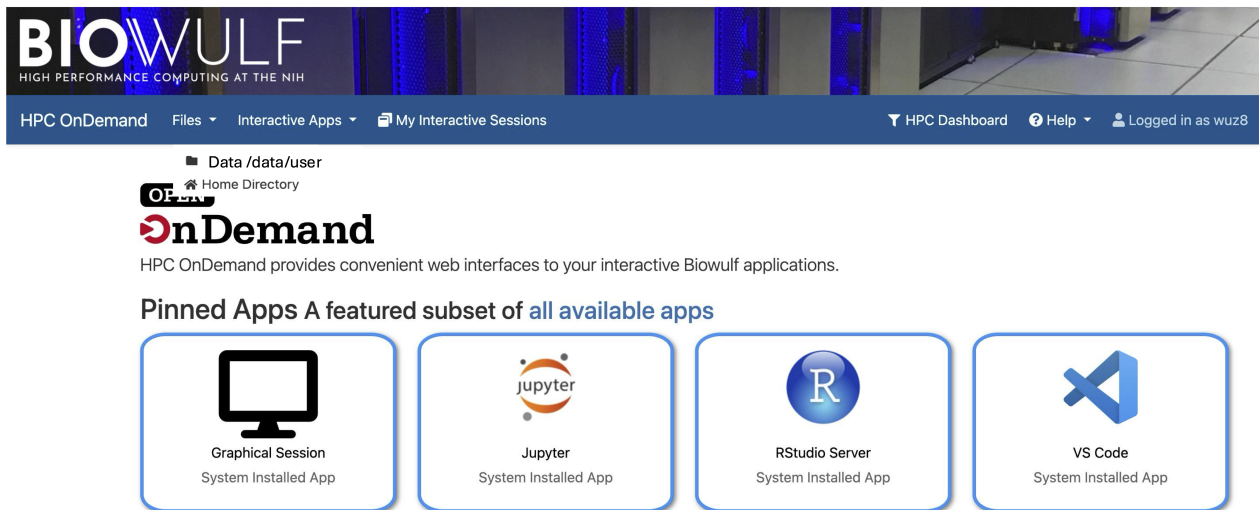 BIOWULF
HIGH PERFORMANCE COMPUTING AT THE NIH
HPC OnDemand Files Interactive Apps My Interactive Sessions HPC Dashboard Help Logged in as wuz8
Data /data/user
Home Directory
OPEN
OnDemand
HPC OnDemand provides convenient web interfaces to your interactive Biowulf applications.
Pinned Apps A featured subset of all available apps
jupyter R
Graphical Session Jupyter RStudio Server VS Code
System Installed App System Installed App System Installed App System Installed App